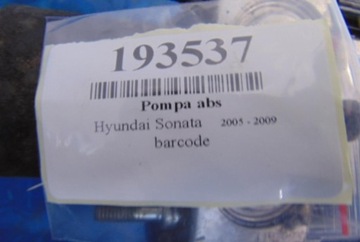 193537
Pompa abs
Hyundai Sonata 2005 - 2009
barcode